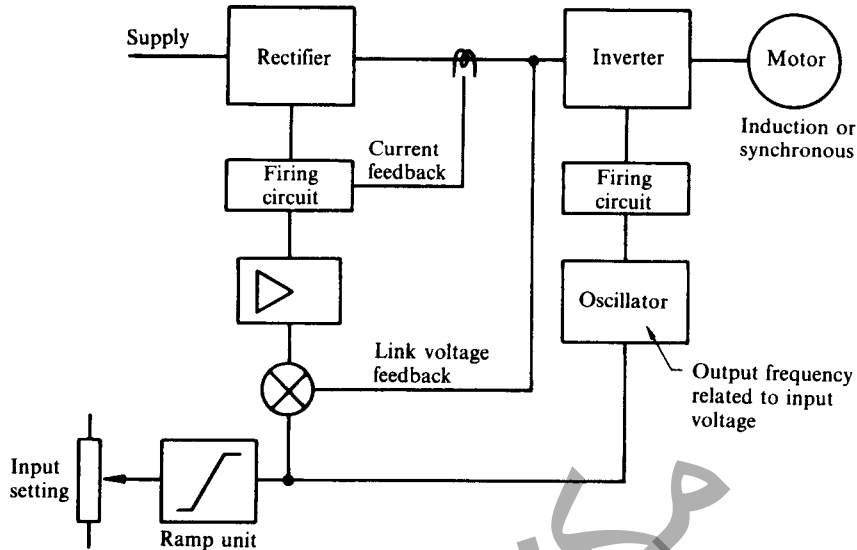 Supply
Rectifier
Inverter
Motor
Induction or
synchronous
Current
feedback
Firing
circuit
Firing
circuit
Oscillator
Link voltage
feedback
Output frequency
related to input
voltage
Input
setting
Ramp unit